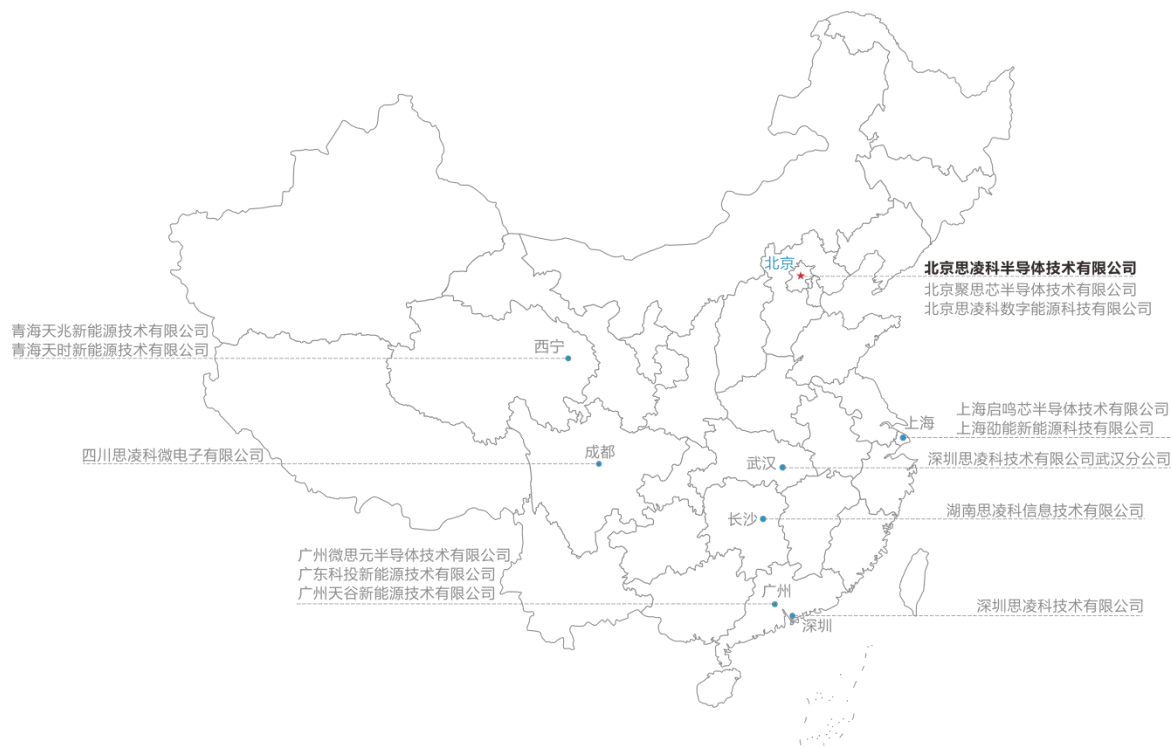 北京
北京思凌科半导体技术有限公司
北京聚思芯半导体技术有限公司
北京思凌科数字能源科技有限公司
青海天兆新能源技术有限公司
青海天时新能源技术有限公司
西宁
上海启鸣芯半导体技术有限公司
上海劭能新能源科技有限公司
上海
四川思凌科微电子有限公司
成都
武汉
深圳思凌科技术有限公司武汉分公司
长沙
湖南思凌科信息技术有限公司
广州微思元半导体技术有限公司
广东科投新能源技术有限公司
广州天谷新能源技术有限公司
广州
深圳思凌科技术有限公司
深圳